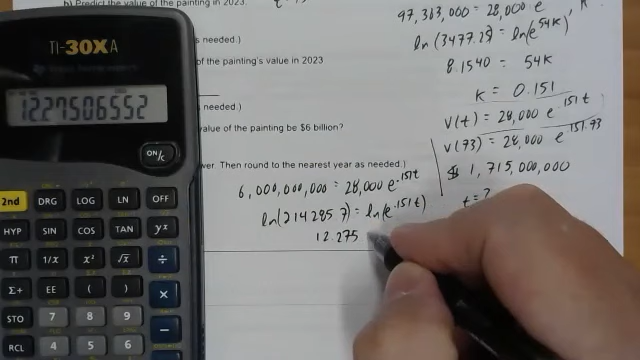 b) Predict the value of the painting in 2023.
s needed.)
of the painting's value in 2023
needed.)
value of the painting be $6 billion?
wer. Then round to the nearest year as needed.)
6,000,000,000 = 28,000 e^.151t
ln(214285.7) = ln(e^.151t)
12.275
97,363,000 = 28,000 e
ln(3477.25) = ln(e^54k)
8.1540 = 54k
k = 0.151
v(t) = 28,000 e^.151t
v(73) = 28,000 e^.151.73
$ 1,715,000,000
t = ?
TI-30XA
12.27506552
ON/C
2nd DRG LOG LN OFF
HYP SIN COS TAN yx
π 1/x x² √x ÷
Σ+ EE ( ) ×
STO 7 8 9 −
RCL 4 5 6